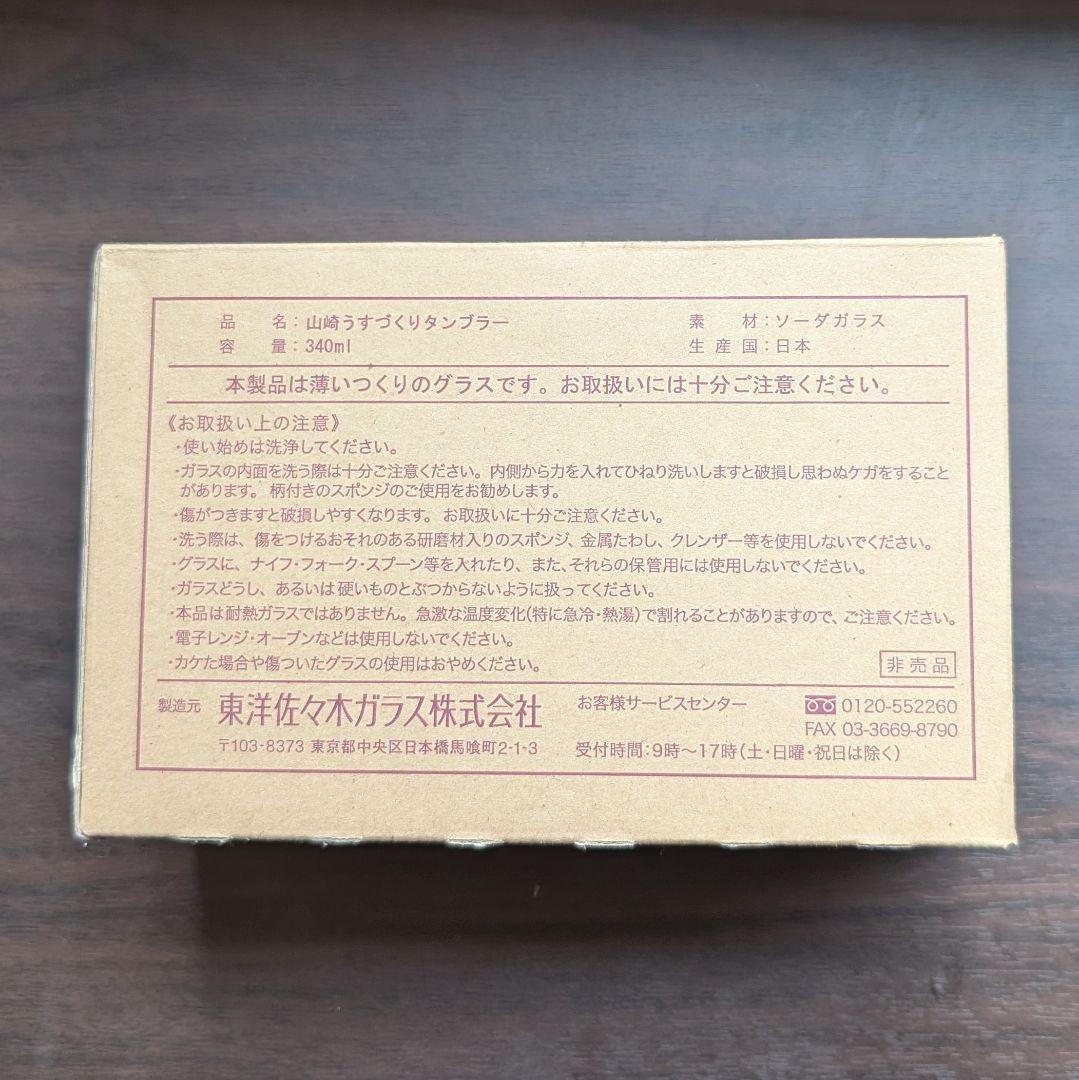 品　名：山崎うすづくりタンブラー　素　材：ソーダガラス
容　量：340ml　生産国：日本
本製品は薄いつくりのグラスです。お取扱いには十分ご注意ください。
《お取扱い上の注意》
・使い始めは洗浄してください。
・ガラスの内面を洗う際は十分ご注意ください。内側から力を入れてひねり洗いしますと破損し思わぬケガをすること
があります。柄付きのスポンジのご使用をお勧めします。
・傷がつきますと破損しやすくなります。お取扱いに十分ご注意ください。
・洗う際は、傷をつけるおそれのある研磨材入りのスポンジ、金属たわし、クレンザー等を使用しないでください。
・グラスに、ナイフ・フォーク・スプーン等を入れたり、また、それらの保管用には使用しないでください。
・ガラスどうし、あるいは硬いものとぶつからないように扱ってください。
・本品は耐熱ガラスではありません。急激な温度変化(特に急冷・熱湯)で割れることがありますので、ご注意ください。
・電子レンジ・オーブンなどは使用しないでください。
・カケた場合や傷ついたグラスの使用はおやめください。
非売品
製造元 東洋佐々木ガラス株式会社　お客様サービスセンター　0120-552260
FAX 03-3669-8790
〒103-8373 東京都中央区日本橋馬喰町2-1-3　受付時間：9時～17時(土・日曜・祝日は除く)